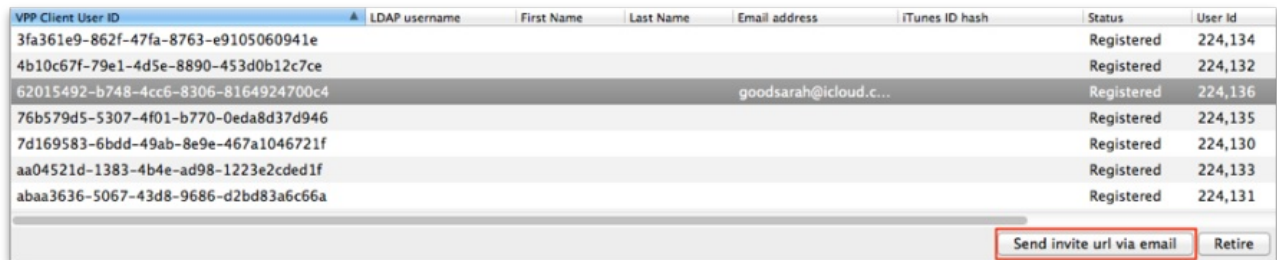 VPP Client User ID LDAP username First Name Last Name Email address iTunes ID hash Status User Id
3fa361e9-862f-47fa-8763-e9105060941e Registered 224,134
4b10c67f-79e1-4d5e-8890-453d0b12c7ce Registered 224,132
62015492-b748-4cc6-8306-8164924700c4 goodsarah@icloud.c... Registered 224,136
76b579d5-5307-4f01-b770-0eda8d37d946 Registered 224,135
7d169583-6bdd-49ab-8e9e-467a1046721f Registered 224,130
aa04521d-1383-4b4e-ad98-1223e2cded1f Registered 224,133
abaa3636-5067-43d8-9686-d2bd83a6c66a Registered 224,131
Send invite url via email Retire